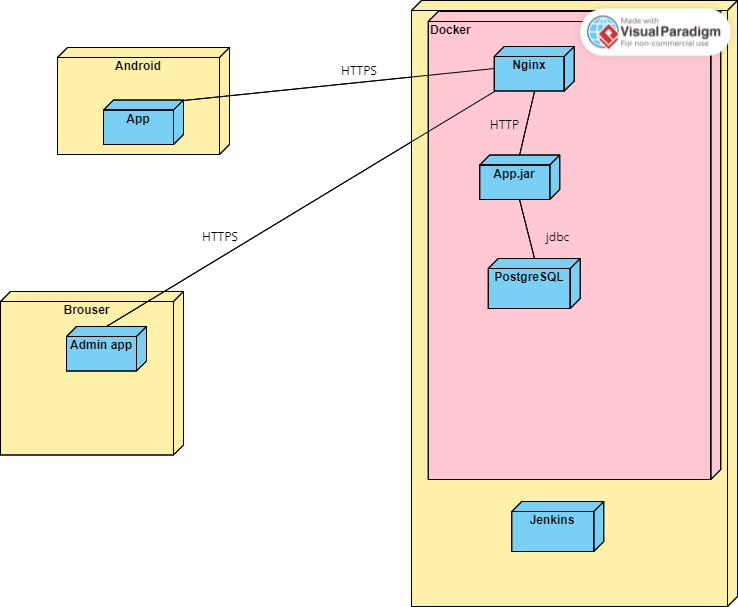 Made with
Visual Paradigm
For non-commercial use
Docker
Android
Nginx
HTTPS
App
HTTP
App.jar
HTTPS
jdbc
PostgreSQL
Brouser
Admin app
Jenkins